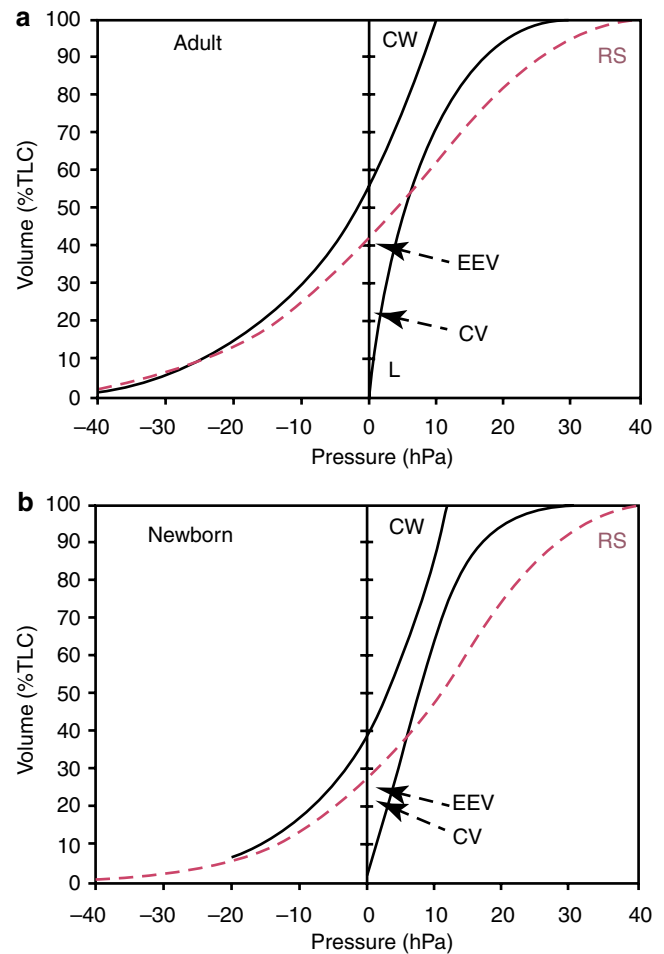 a
100
Adult
CW
RS
90
80
70
60
50
40
30
20
10
0
EEV
CV
L
Volume (%TLC)
–40 –30 –20 –10 0 10 20 30 40
Pressure (hPa)
b
100
Newborn
CW
RS
90
80
70
60
50
40
30
20
10
0
EEV
CV
Volume (%TLC)
–40 –30 –20 –10 0 10 20 30 40
Pressure (hPa)